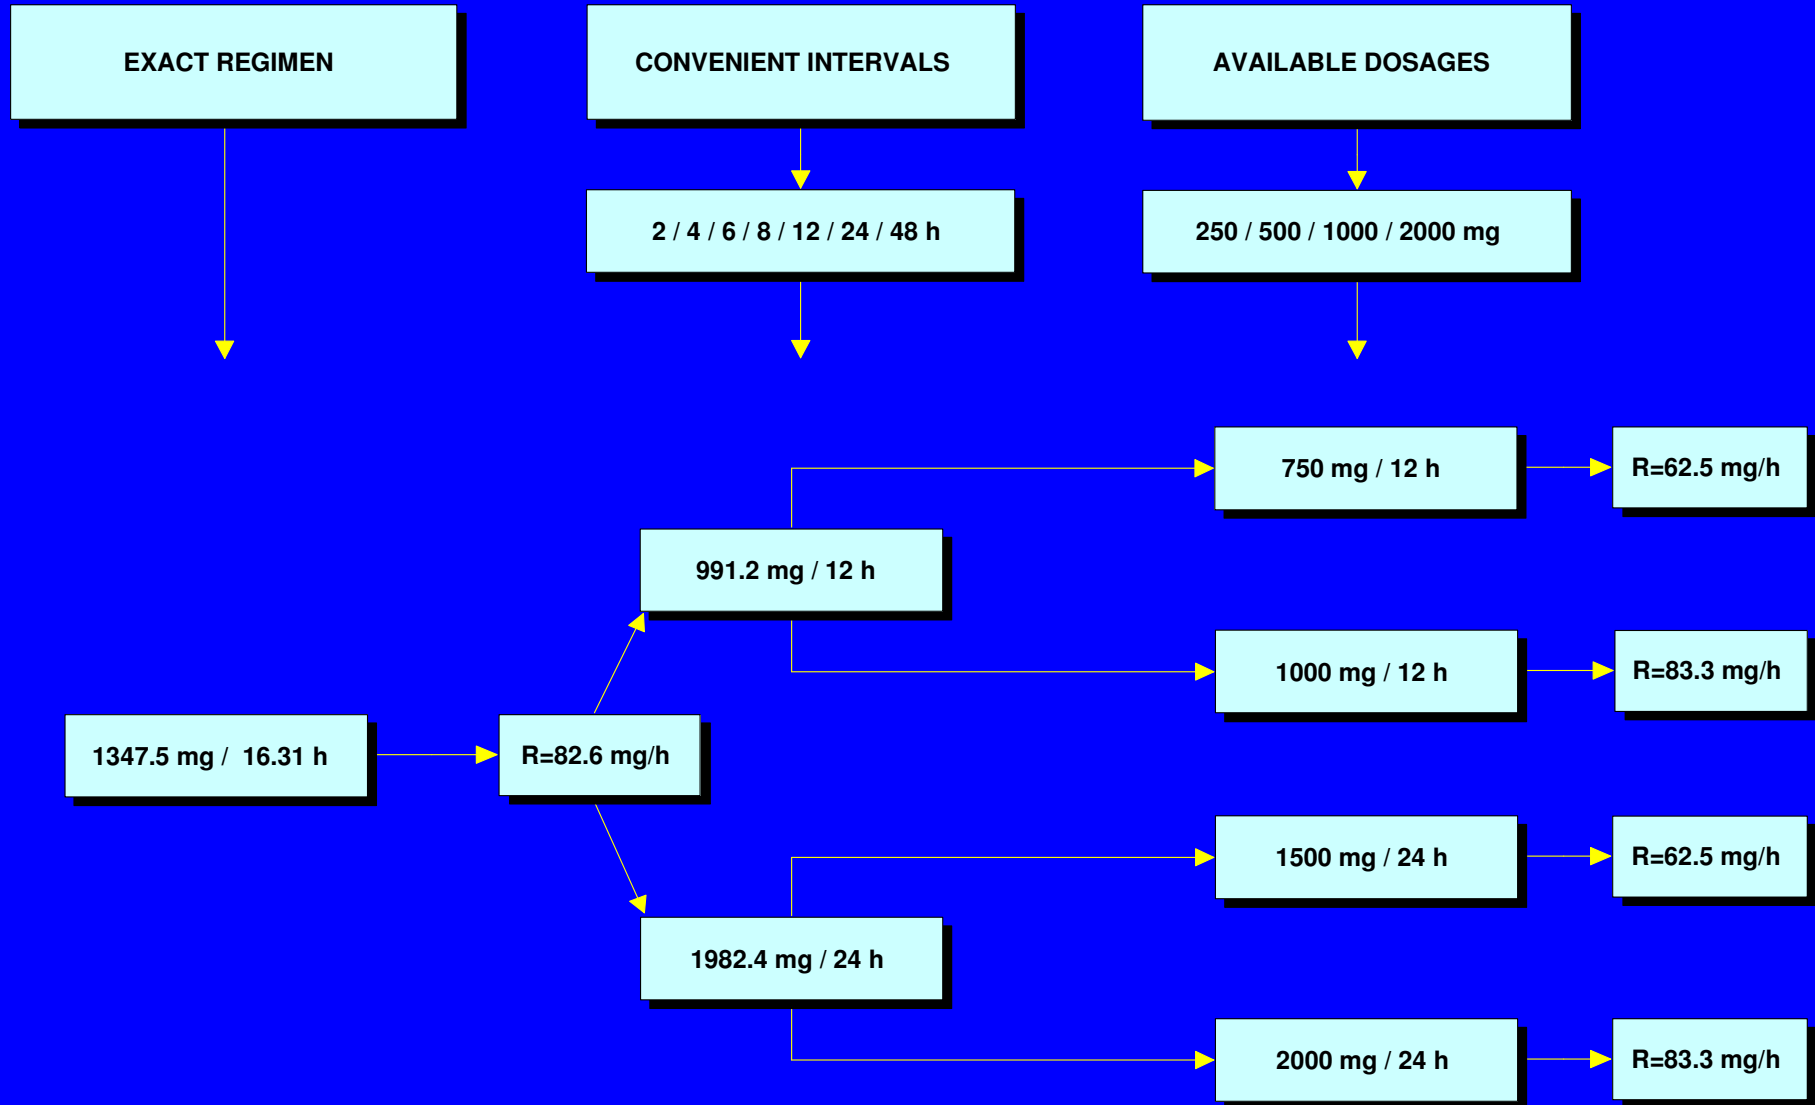 EXACT REGIMEN
CONVENIENT INTERVALS
AVAILABLE DOSAGES
2 / 4 / 6 / 8 / 12 / 24 / 48 h
250 / 500 / 1000 / 2000 mg
750 mg / 12 h
R=62.5 mg/h
991.2 mg / 12 h
1000 mg / 12 h
R=83.3 mg/h
1347.5 mg /  16.31 h
R=82.6 mg/h
1500 mg / 24 h
R=62.5 mg/h
1982.4 mg / 24 h
2000 mg / 24 h
R=83.3 mg/h